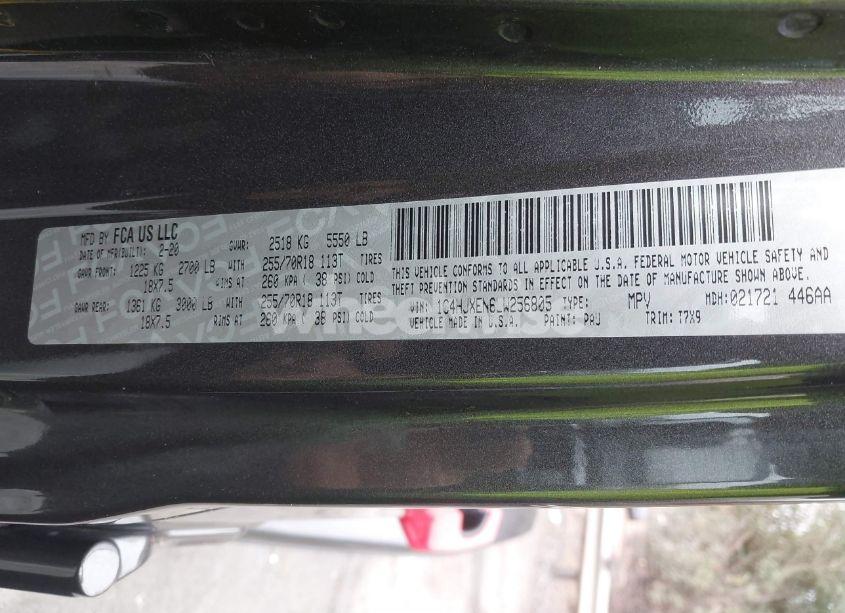 MFD BY FCA US LLC
DATE OF MFR/BUILT: 2-20 GVWR: 2518 KG 5550 LB
GAWR FRONT: 1225 KG 2700 LB WITH 255/70R18 113T TIRES
18X7.5 RIMS AT 260 KPA ( 38 PSI) COLD
GAWR REAR: 1361 KG 3000 LB WITH 255/70R18 113T TIRES
18X7.5 RIMS AT 260 KPA ( 38 PSI) COLD
THIS VEHICLE CONFORMS TO ALL APPLICABLE U.S.A. FEDERAL MOTOR VEHICLE SAFETY AND
THEFT PREVENTION STANDARDS IN EFFECT ON THE DATE OF MANUFACTURE SHOWN ABOVE.
VIN: 1C4HJXEN6LW256805 TYPE: MPV MDH: 021721 446AA
VEHICLE MADE IN U.S.A. PAINT: PAU TRIM: T7X9